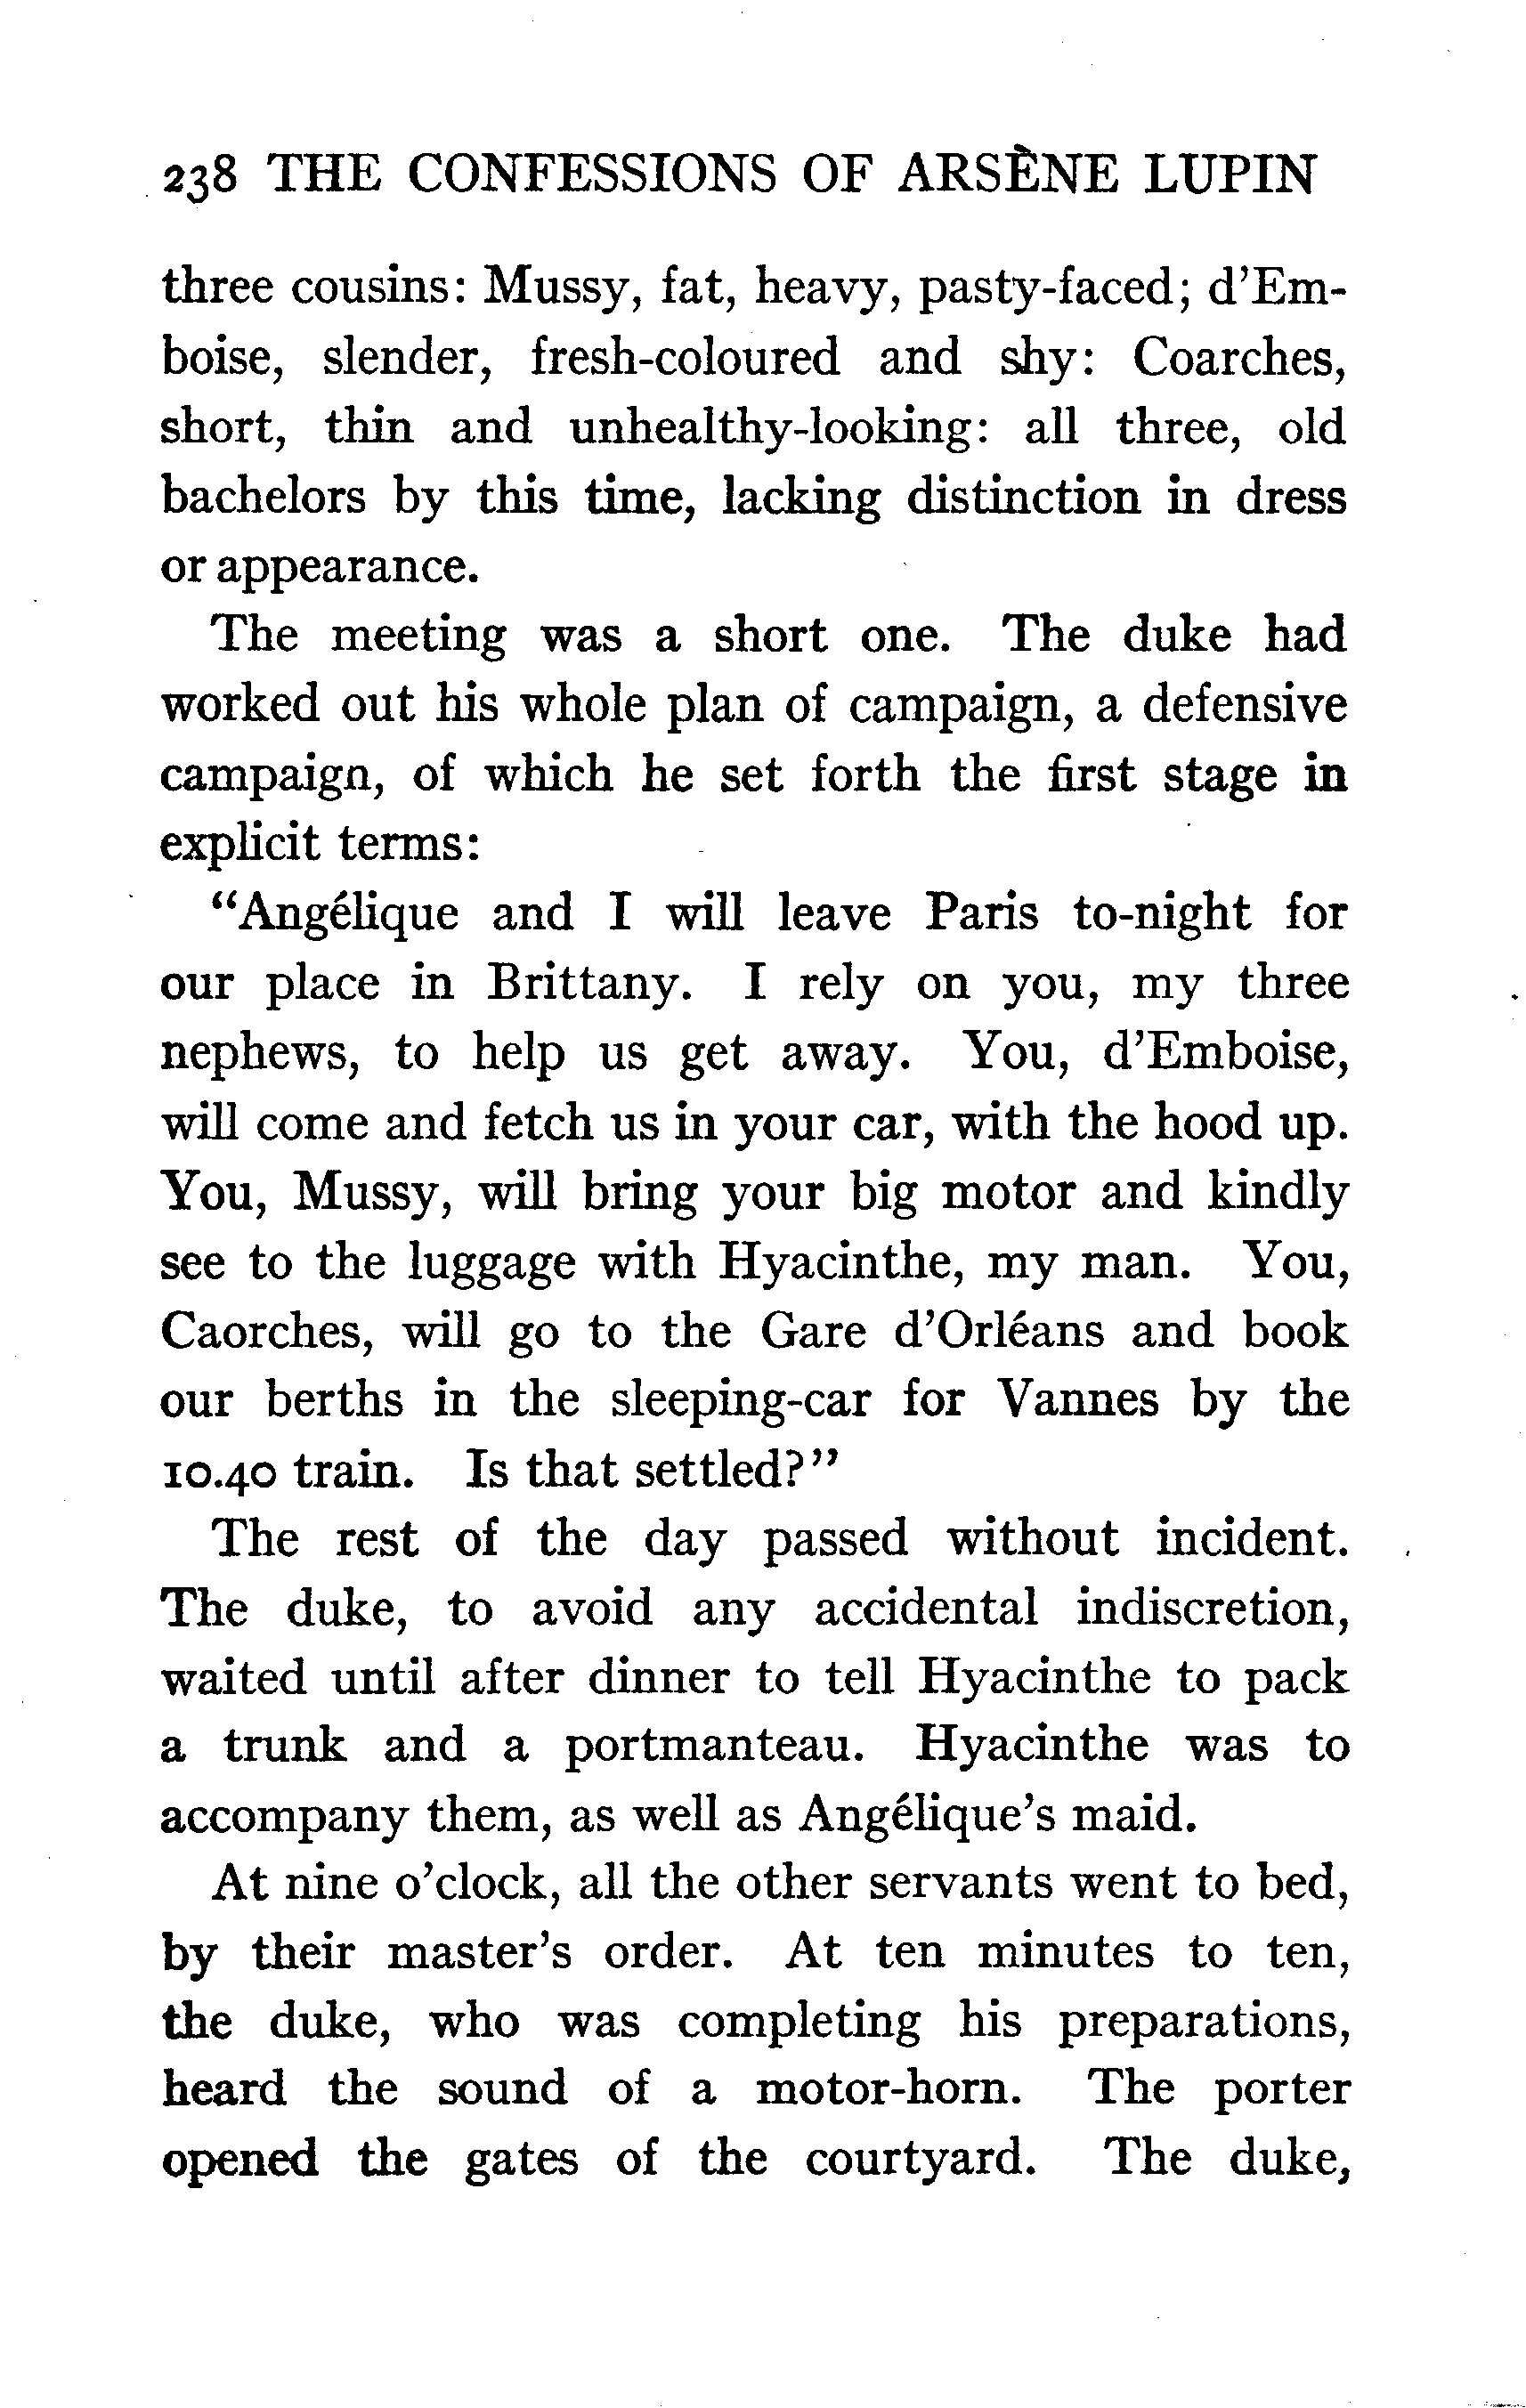 238 THE CONFESSIONS OF ARSÈNE LUPIN
three cousins: Mussy, fat, heavy, pasty-faced; d'Em-
boise, slender, fresh-coloured and shy: Coarches,
short, thin and unhealthy-looking: all three, old
bachelors by this time, lacking distinction in dress
or appearance.
The meeting was a short one. The duke had
worked out his whole plan of campaign, a defensive
campaign, of which he set forth the first stage in
explicit terms:
"Angélique and I will leave Paris to-night for
our place in Brittany. I rely on you, my three
nephews, to help us get away. You, d'Emboise,
will come and fetch us in your car, with the hood up.
You, Mussy, will bring your big motor and kindly
see to the luggage with Hyacinthe, my man. You,
Caorches, will go to the Gare d'Orléans and book
our berths in the sleeping-car for Vannes by the
10.40 train. Is that settled?"
The rest of the day passed without incident.
The duke, to avoid any accidental indiscretion,
waited until after dinner to tell Hyacinthe to pack
a trunk and a portmanteau. Hyacinthe was to
accompany them, as well as Angélique's maid.
At nine o'clock, all the other servants went to bed,
by their master's order. At ten minutes to ten,
the duke, who was completing his preparations,
heard the sound of a motor-horn. The porter
opened the gates of the courtyard. The duke,